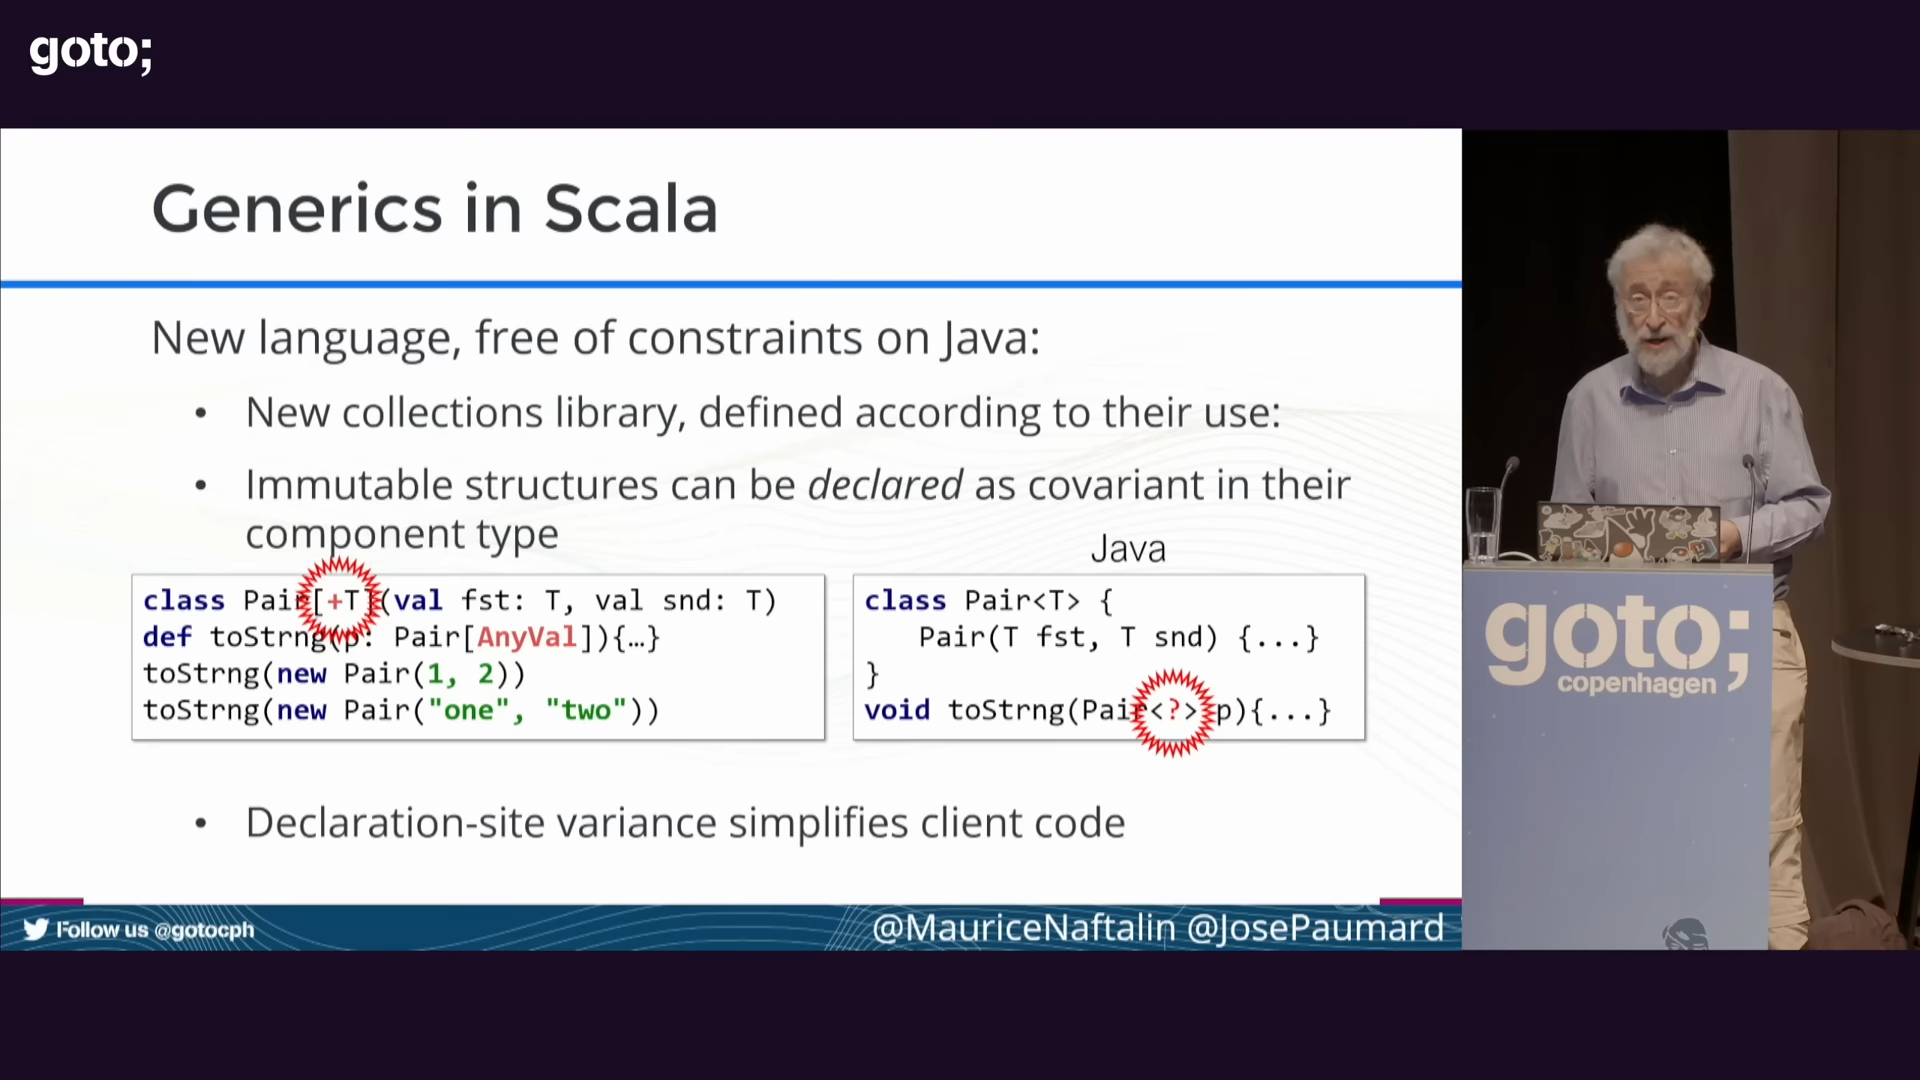 goto;
Generics in Scala
New language, free of constraints on Java:
• New collections library, defined according to their use:
• Immutable structures can be declared as covariant in their
component type
class Pair[+T](val fst: T, val snd: T)
def toStrng(p: Pair[AnyVal]){…}
toStrng(new Pair(1, 2))
toStrng(new Pair("one", "two"))
Java
class Pair<T> {
Pair(T fst, T snd) {...}
}
void toStrng(Pair<?> p){...}
• Declaration-site variance simplifies client code
Follow us @gotocph
@MauriceNaftalin @JosePaumard
goto;
copenhagen